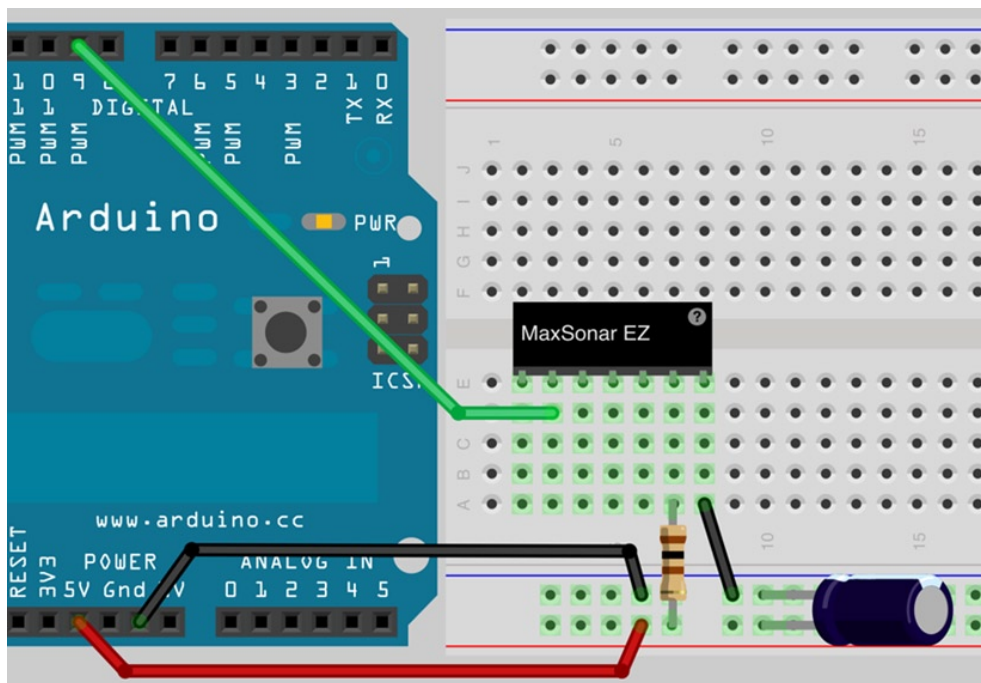 1 1 1 0 9 8 7 6 5 4 3 2 1 0
DIGITAL
TX RX
PWM PWM PWM PWM PWM PWM
1 5 10 15
J
I
H
G
F
Arduino
PWR
1
MaxSonar EZ ?
ICSP
E
C
B
A
www.arduino.cc
10 15
POWER ANALOG IN
RESET 3V3 5V Gnd 0 1 2 3 4 5